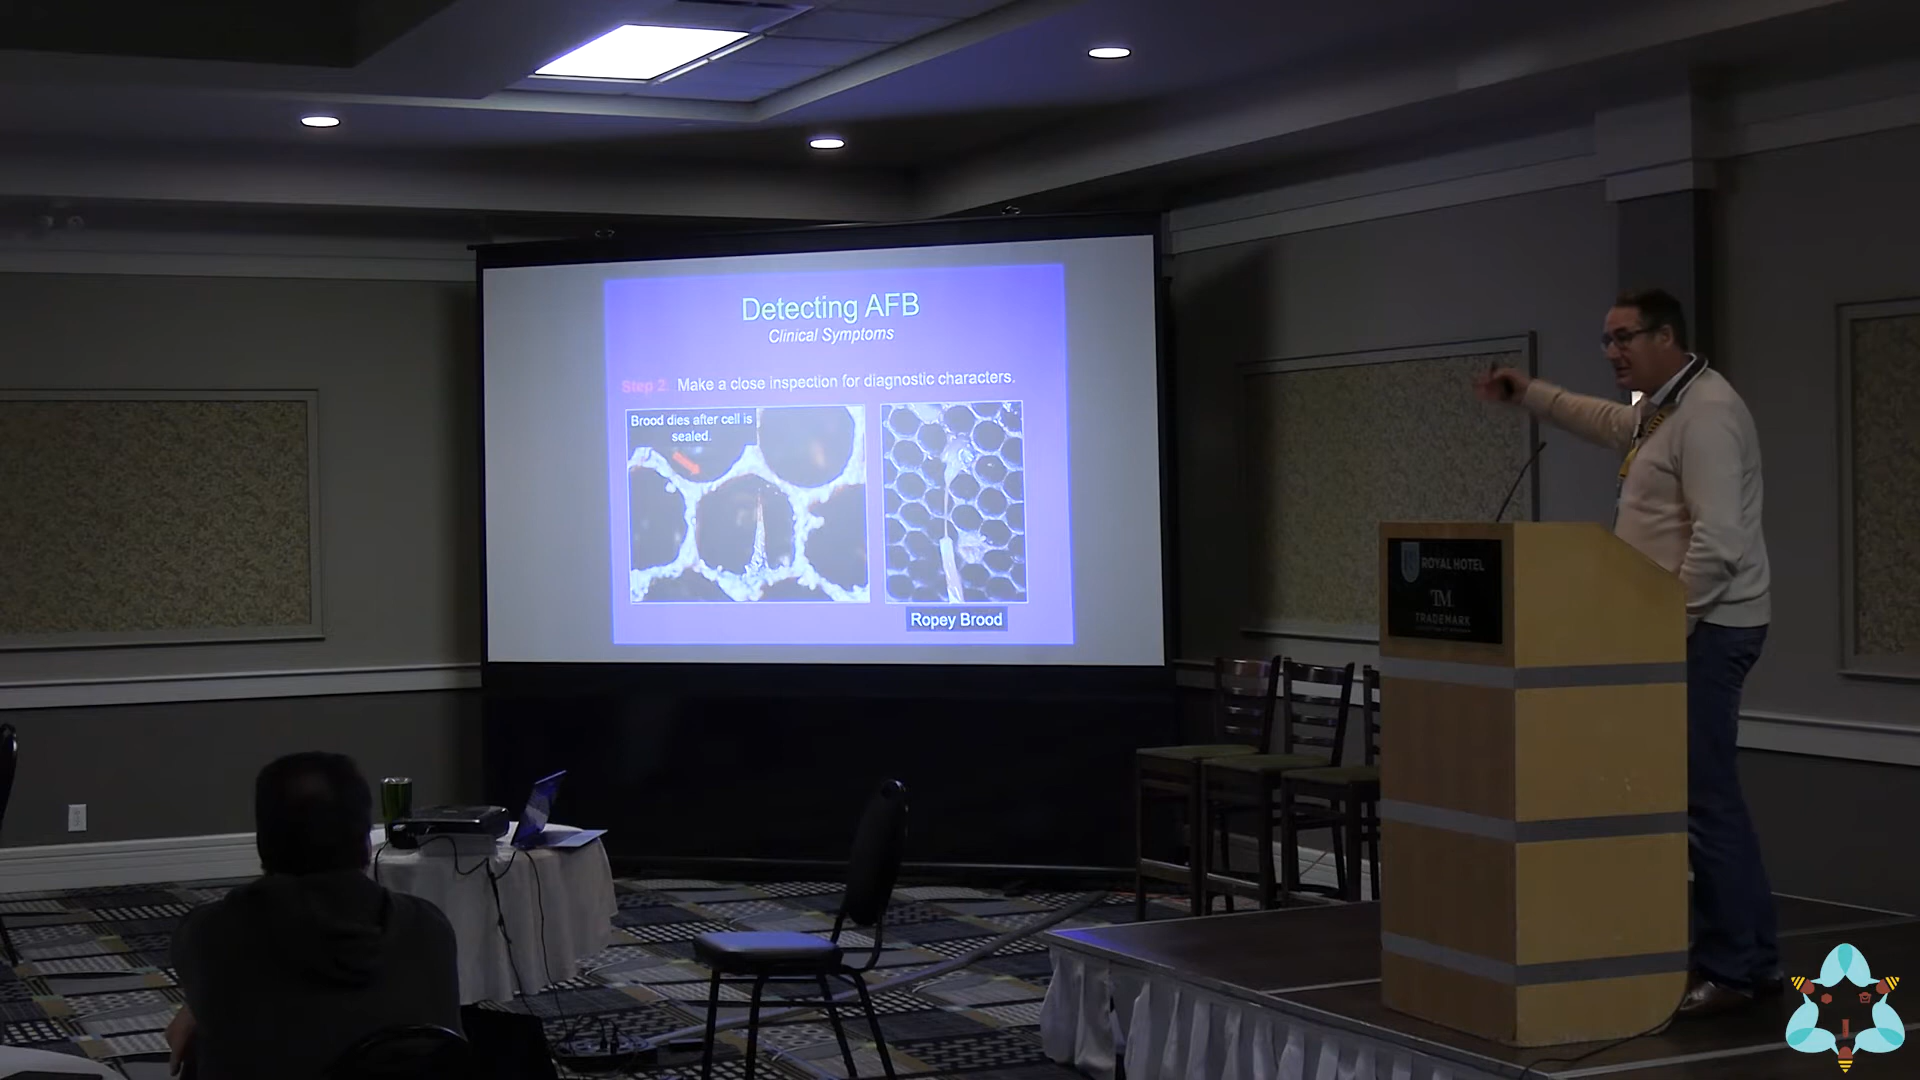 Detecting AFB
Clinical Symptoms
Step 2: Make a close inspection for diagnostic characters.
Brood dies after cell is
sealed.
Ropey Brood
ROYAL HOTEL
TM
TRADEMARK